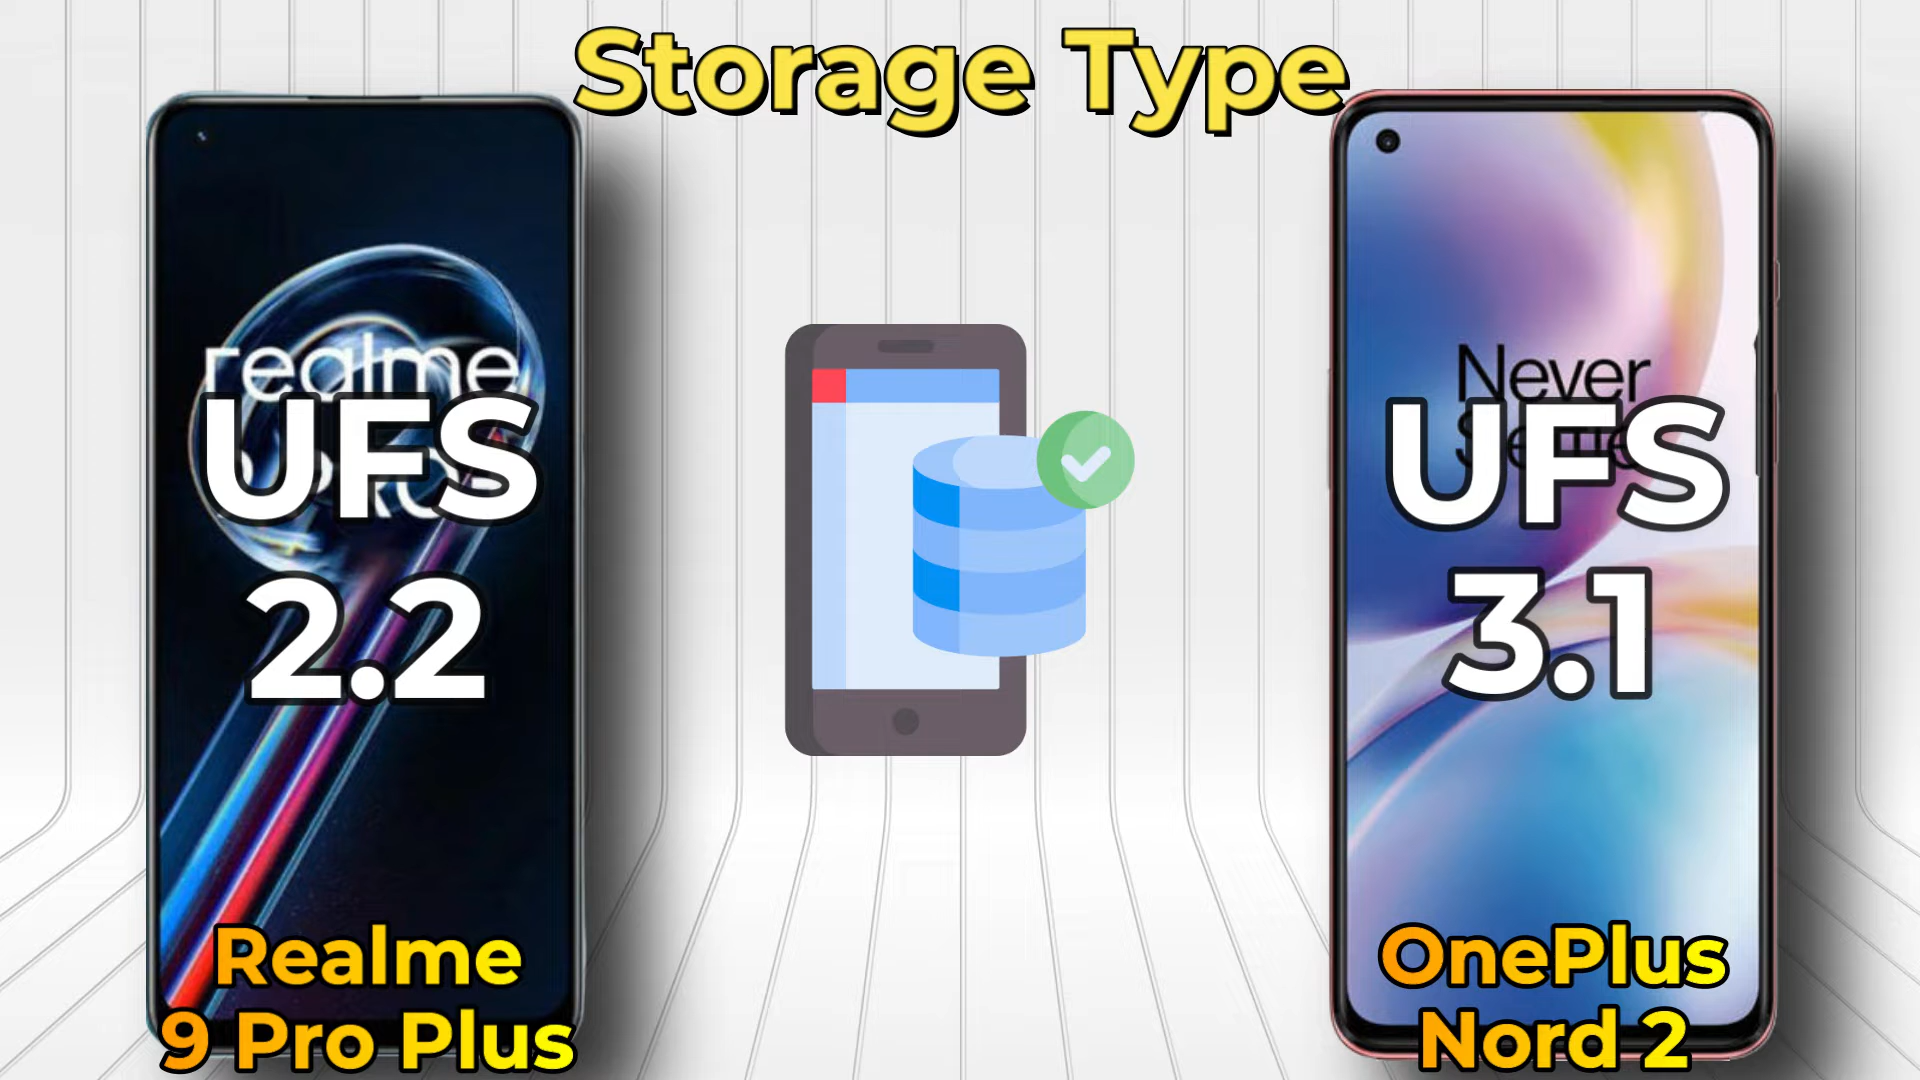 Storage Type
realme
UFS
2.2
Realme
9 Pro Plus
Never
UFS
3.1
OnePlus
Nord 2